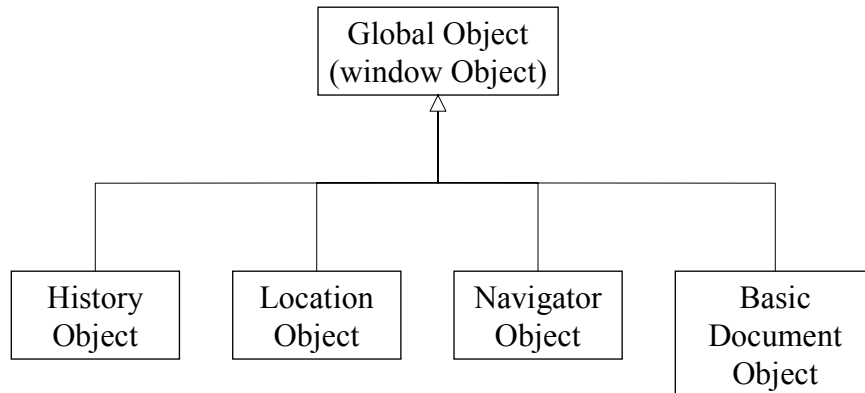 Global Object
(window Object)
History
Object
Location
Object
Navigator
Object
Basic
Document
Object